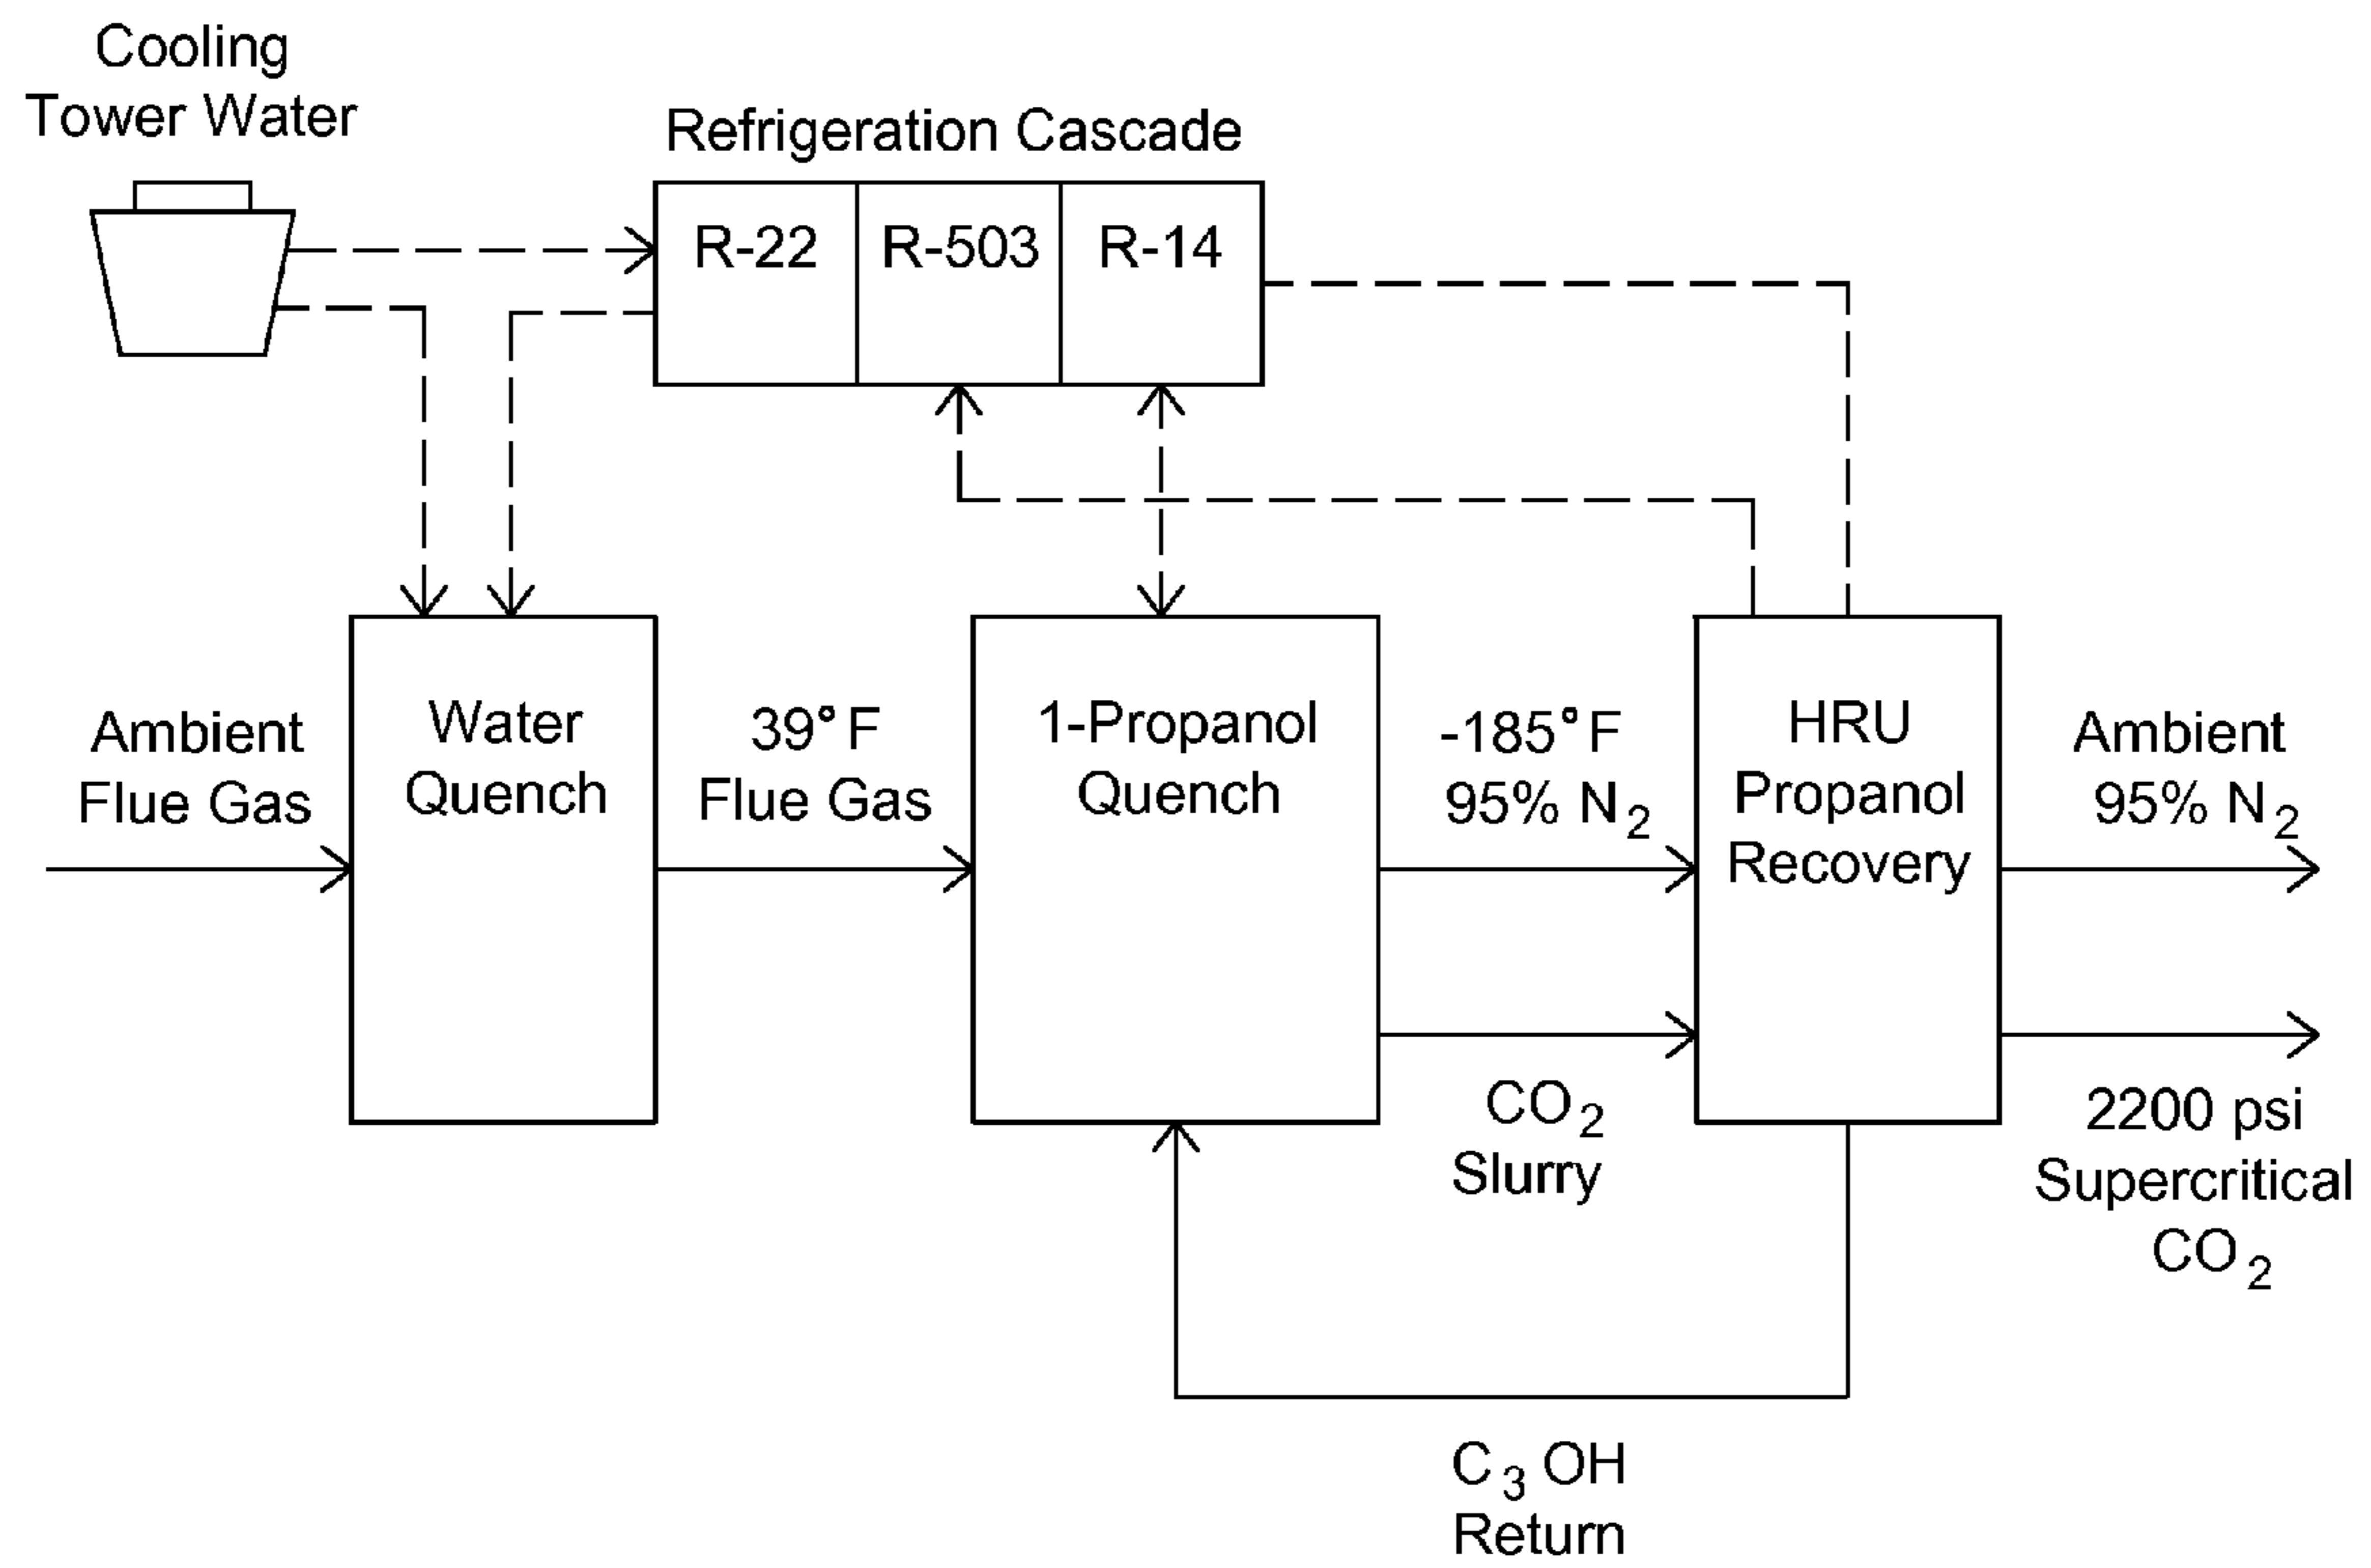 Cooling
Tower Water
Refrigeration Cascade
R-22
R-503
R-14
Ambient
Flue Gas
Water
Quench
39°F
Flue Gas
1-Propanol
Quench
-185°F
95% N2
HRU
Propanol
Recovery
Ambient
95% N2
CO2
Slurry
2200 psi
Supercritical
CO2
C3 OH
Return